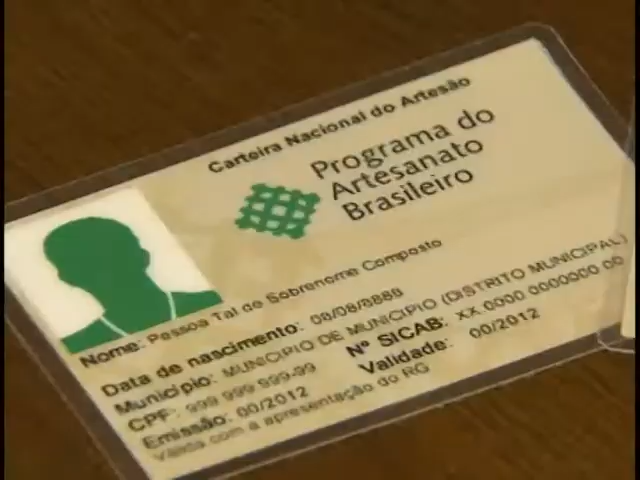 Carteira Nacional do Artesão
Programa do
Artesanato
Brasileiro
Nome: Pessoa Tal de Sobrenome Composto
Data de nascimento: 08/08/8888
Município: MUNICIPIO DE MUNICIPIO (DISTRITO MUNICIPAL)
CPF: 999 999 999-99 Nº SICAB: XX.0000 0000000 00
Emissão: 00/2012 Validade: 00/2012
Válida com a apresentação do RG